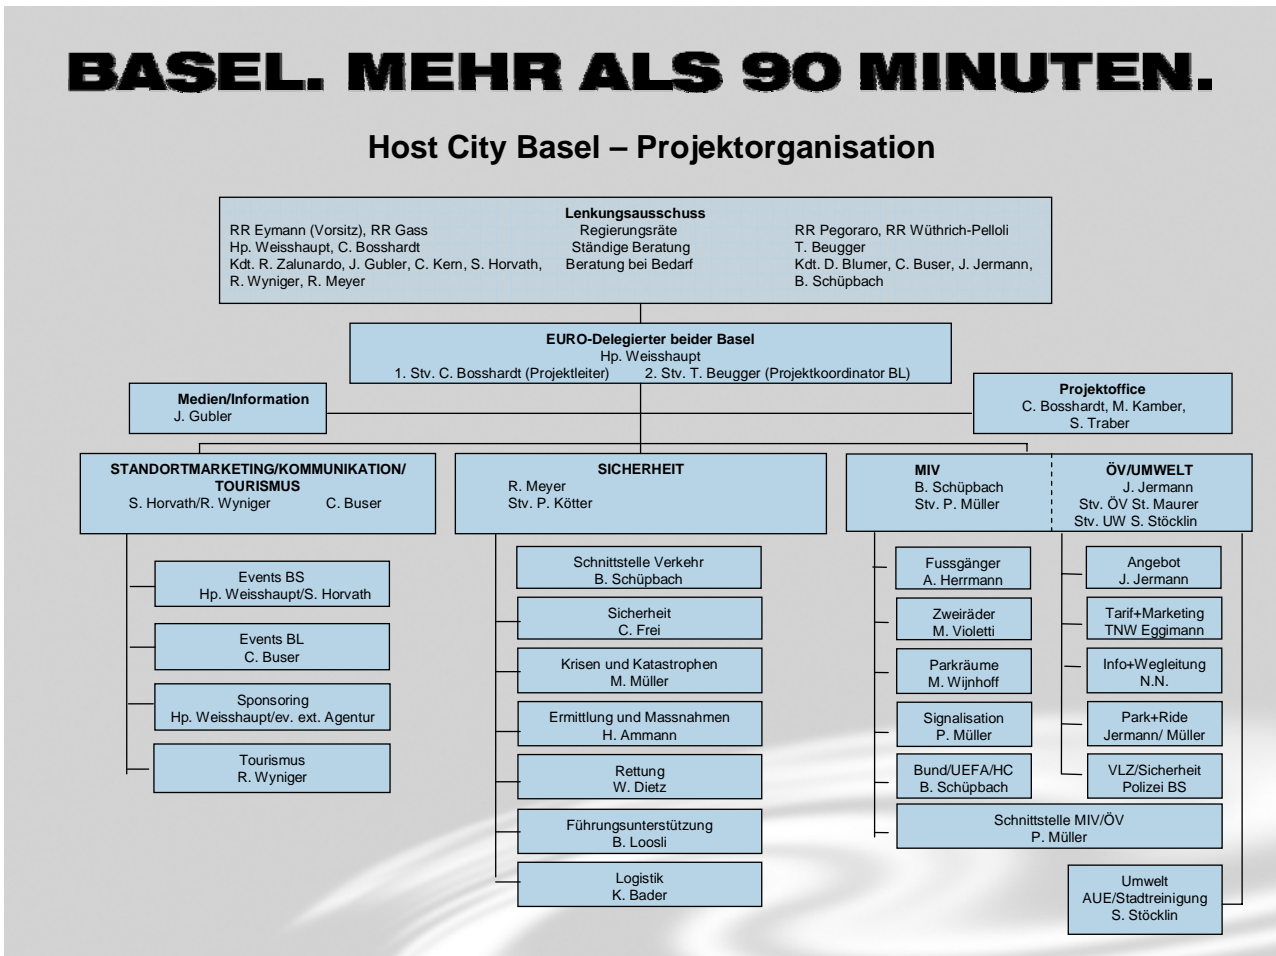 BASEL. MEHR ALS 90 MINUTEN.
Host City Basel – Projektorganisation
Lenkungsausschuss
RR Eymann (Vorsitz), RR Gass
Regierungsräte
RR Pegoraro, RR Wüthrich-Pelloli
Hp. Weisshaupt, C. Bosshardt
Ständige Beratung
T. Beugger
Kdt. R. Zalunardo, J. Gubler, C. Kern, S. Horvath,
R. Wyniger, R. Meyer
Beratung bei Bedarf
Kdt. D. Blumer, C. Buser, J. Jermann,
B. Schüpbach
EURO-Delegierter beider Basel
Hp. Weisshaupt
1. Stv. C. Bosshardt (Projektleiter) 2. Stv. T. Beugger (Projektkoordinator BL)
Medien/Information
J. Gubler
Projektoffice
C. Bosshardt, M. Kamber,
S. Traber
STANDORTMARKETING/KOMMUNIKATION/
TOURISMUS
S. Horvath/R. Wyniger C. Buser
Events BS
Hp. Weisshaupt/S. Horvath
Events BL
C. Buser
Sponsoring
Hp. Weisshaupt/ev. ext. Agentur
Tourismus
R. Wyniger
SICHERHEIT
R. Meyer
Stv. P. Kötter
Schnittstelle Verkehr
B. Schüpbach
Sicherheit
C. Frei
Krisen und Katastrophen
M. Müller
Ermittlung und Massnahmen
H. Ammann
Rettung
W. Dietz
Führungsunterstützung
B. Loosli
Logistik
K. Bader
MIV
B. Schüpbach
Stv. P. Müller
Fussgänger
A. Herrmann
Zweiräder
M. Violetti
Parkräume
M. Wijnhoff
Signalisation
P. Müller
Bund/UEFA/HC
B. Schüpbach
ÖV/UMWELT
J. Jermann
Stv. ÖV St. Maurer
Stv. UW S. Stöcklin
Angebot
J. Jermann
Tarif+Marketing
TNW Eggimann
Info+Wegleitung
N.N.
Park+Ride
Jermann/ Müller
VLZ/Sicherheit
Polizei BS
Schnittstelle MIV/ÖV
P. Müller
Umwelt
AUE/Stadtreinigung
S. Stöcklin